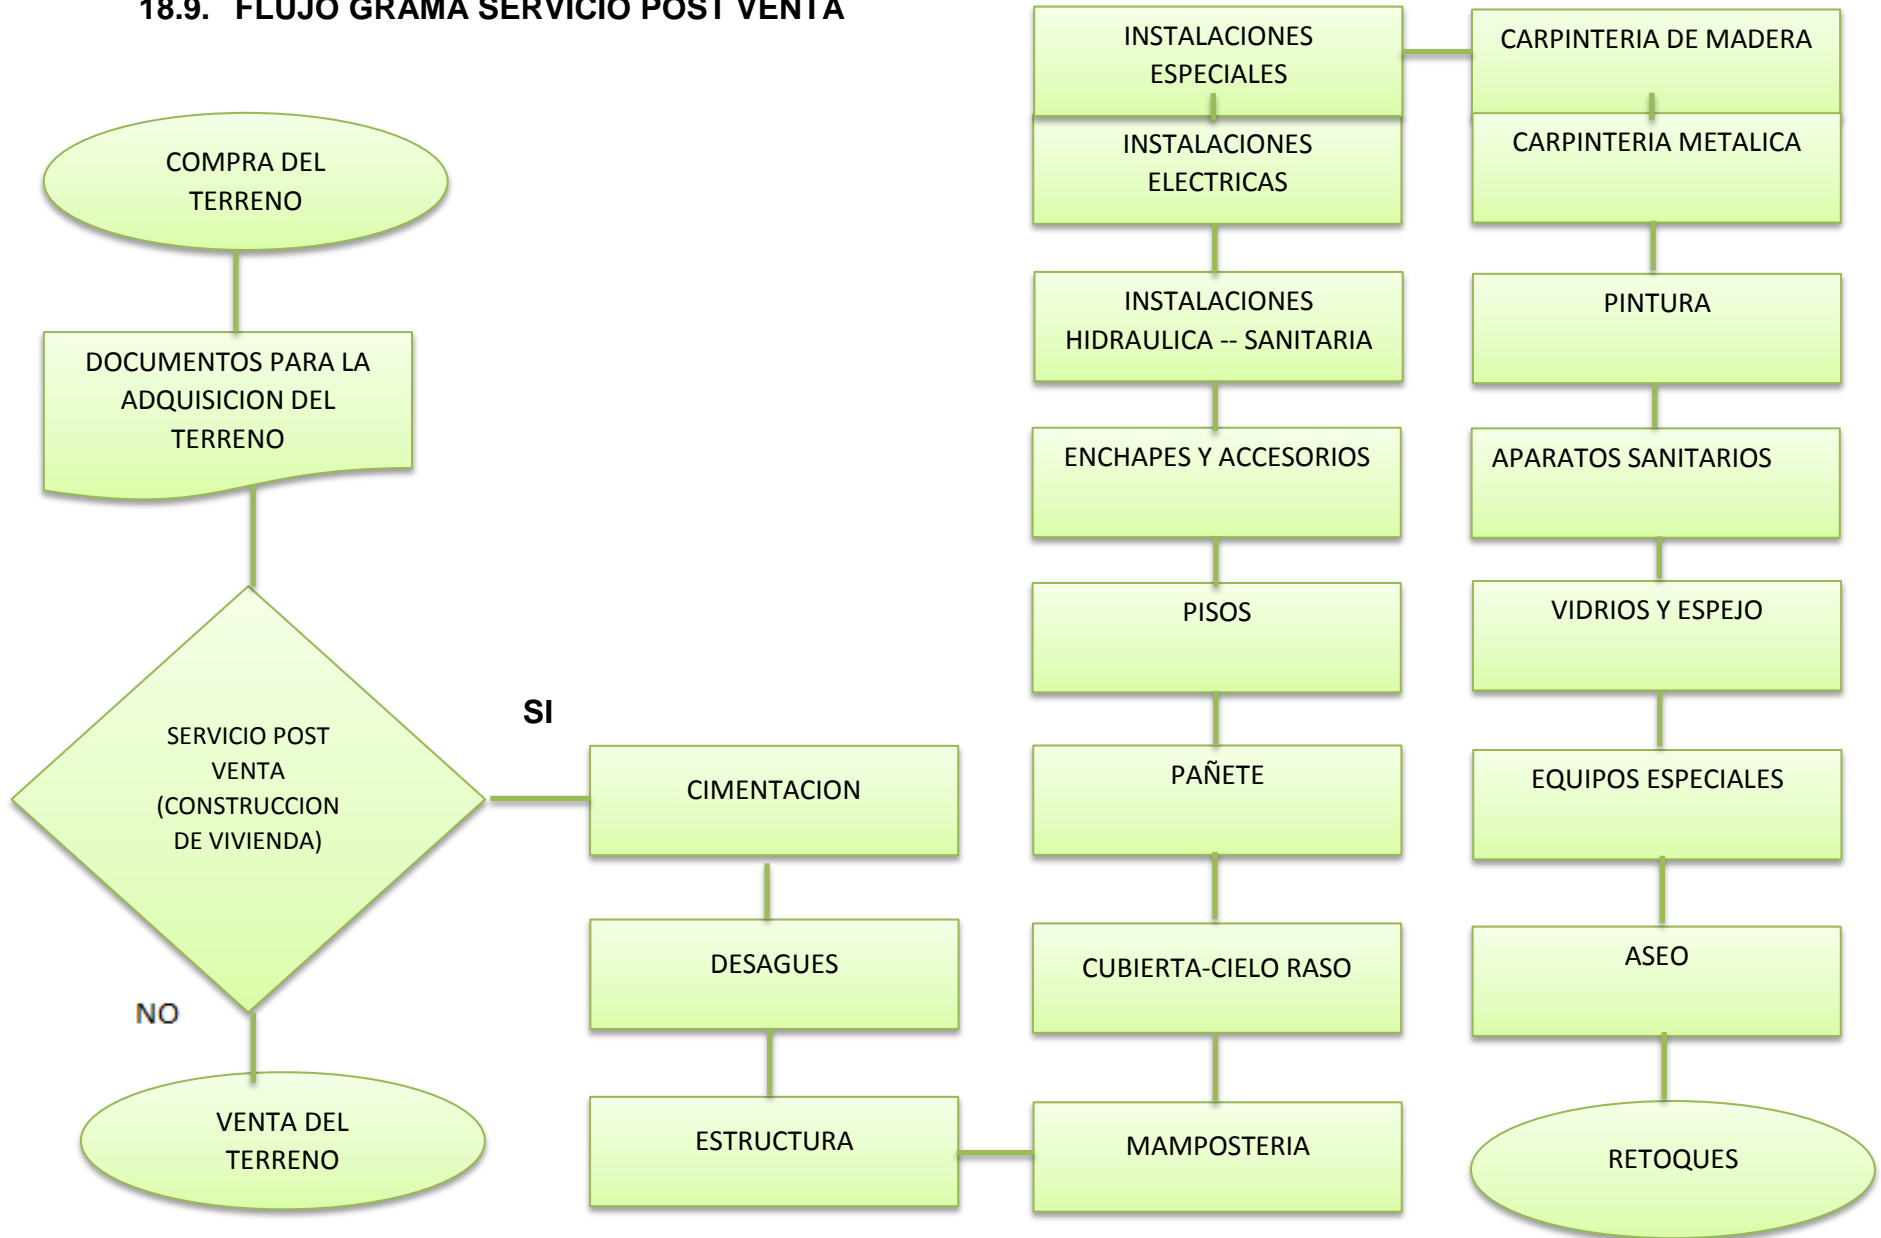 18.9. FLUJO GRAMA SERVICIO POST VENTA
COMPRA DEL
TERRENO
DOCUMENTOS PARA LA
ADQUISICION DEL
TERRENO
SERVICIO POST
VENTA
(CONSTRUCCION
DE VIVIENDA)
NO
VENTA DEL
TERRENO
SI
CIMENTACION
DESAGUES
ESTRUCTURA
MAMPOSTERIA
CUBIERTA-CIELO RASO
PAÑETE
PISOS
ENCHAPES Y ACCESORIOS
INSTALACIONES
HIDRAULICA -- SANITARIA
INSTALACIONES
ELECTRICAS
INSTALACIONES
ESPECIALES
CARPINTERIA DE MADERA
CARPINTERIA METALICA
PINTURA
APARATOS SANITARIOS
VIDRIOS Y ESPEJO
EQUIPOS ESPECIALES
ASEO
RETOQUES